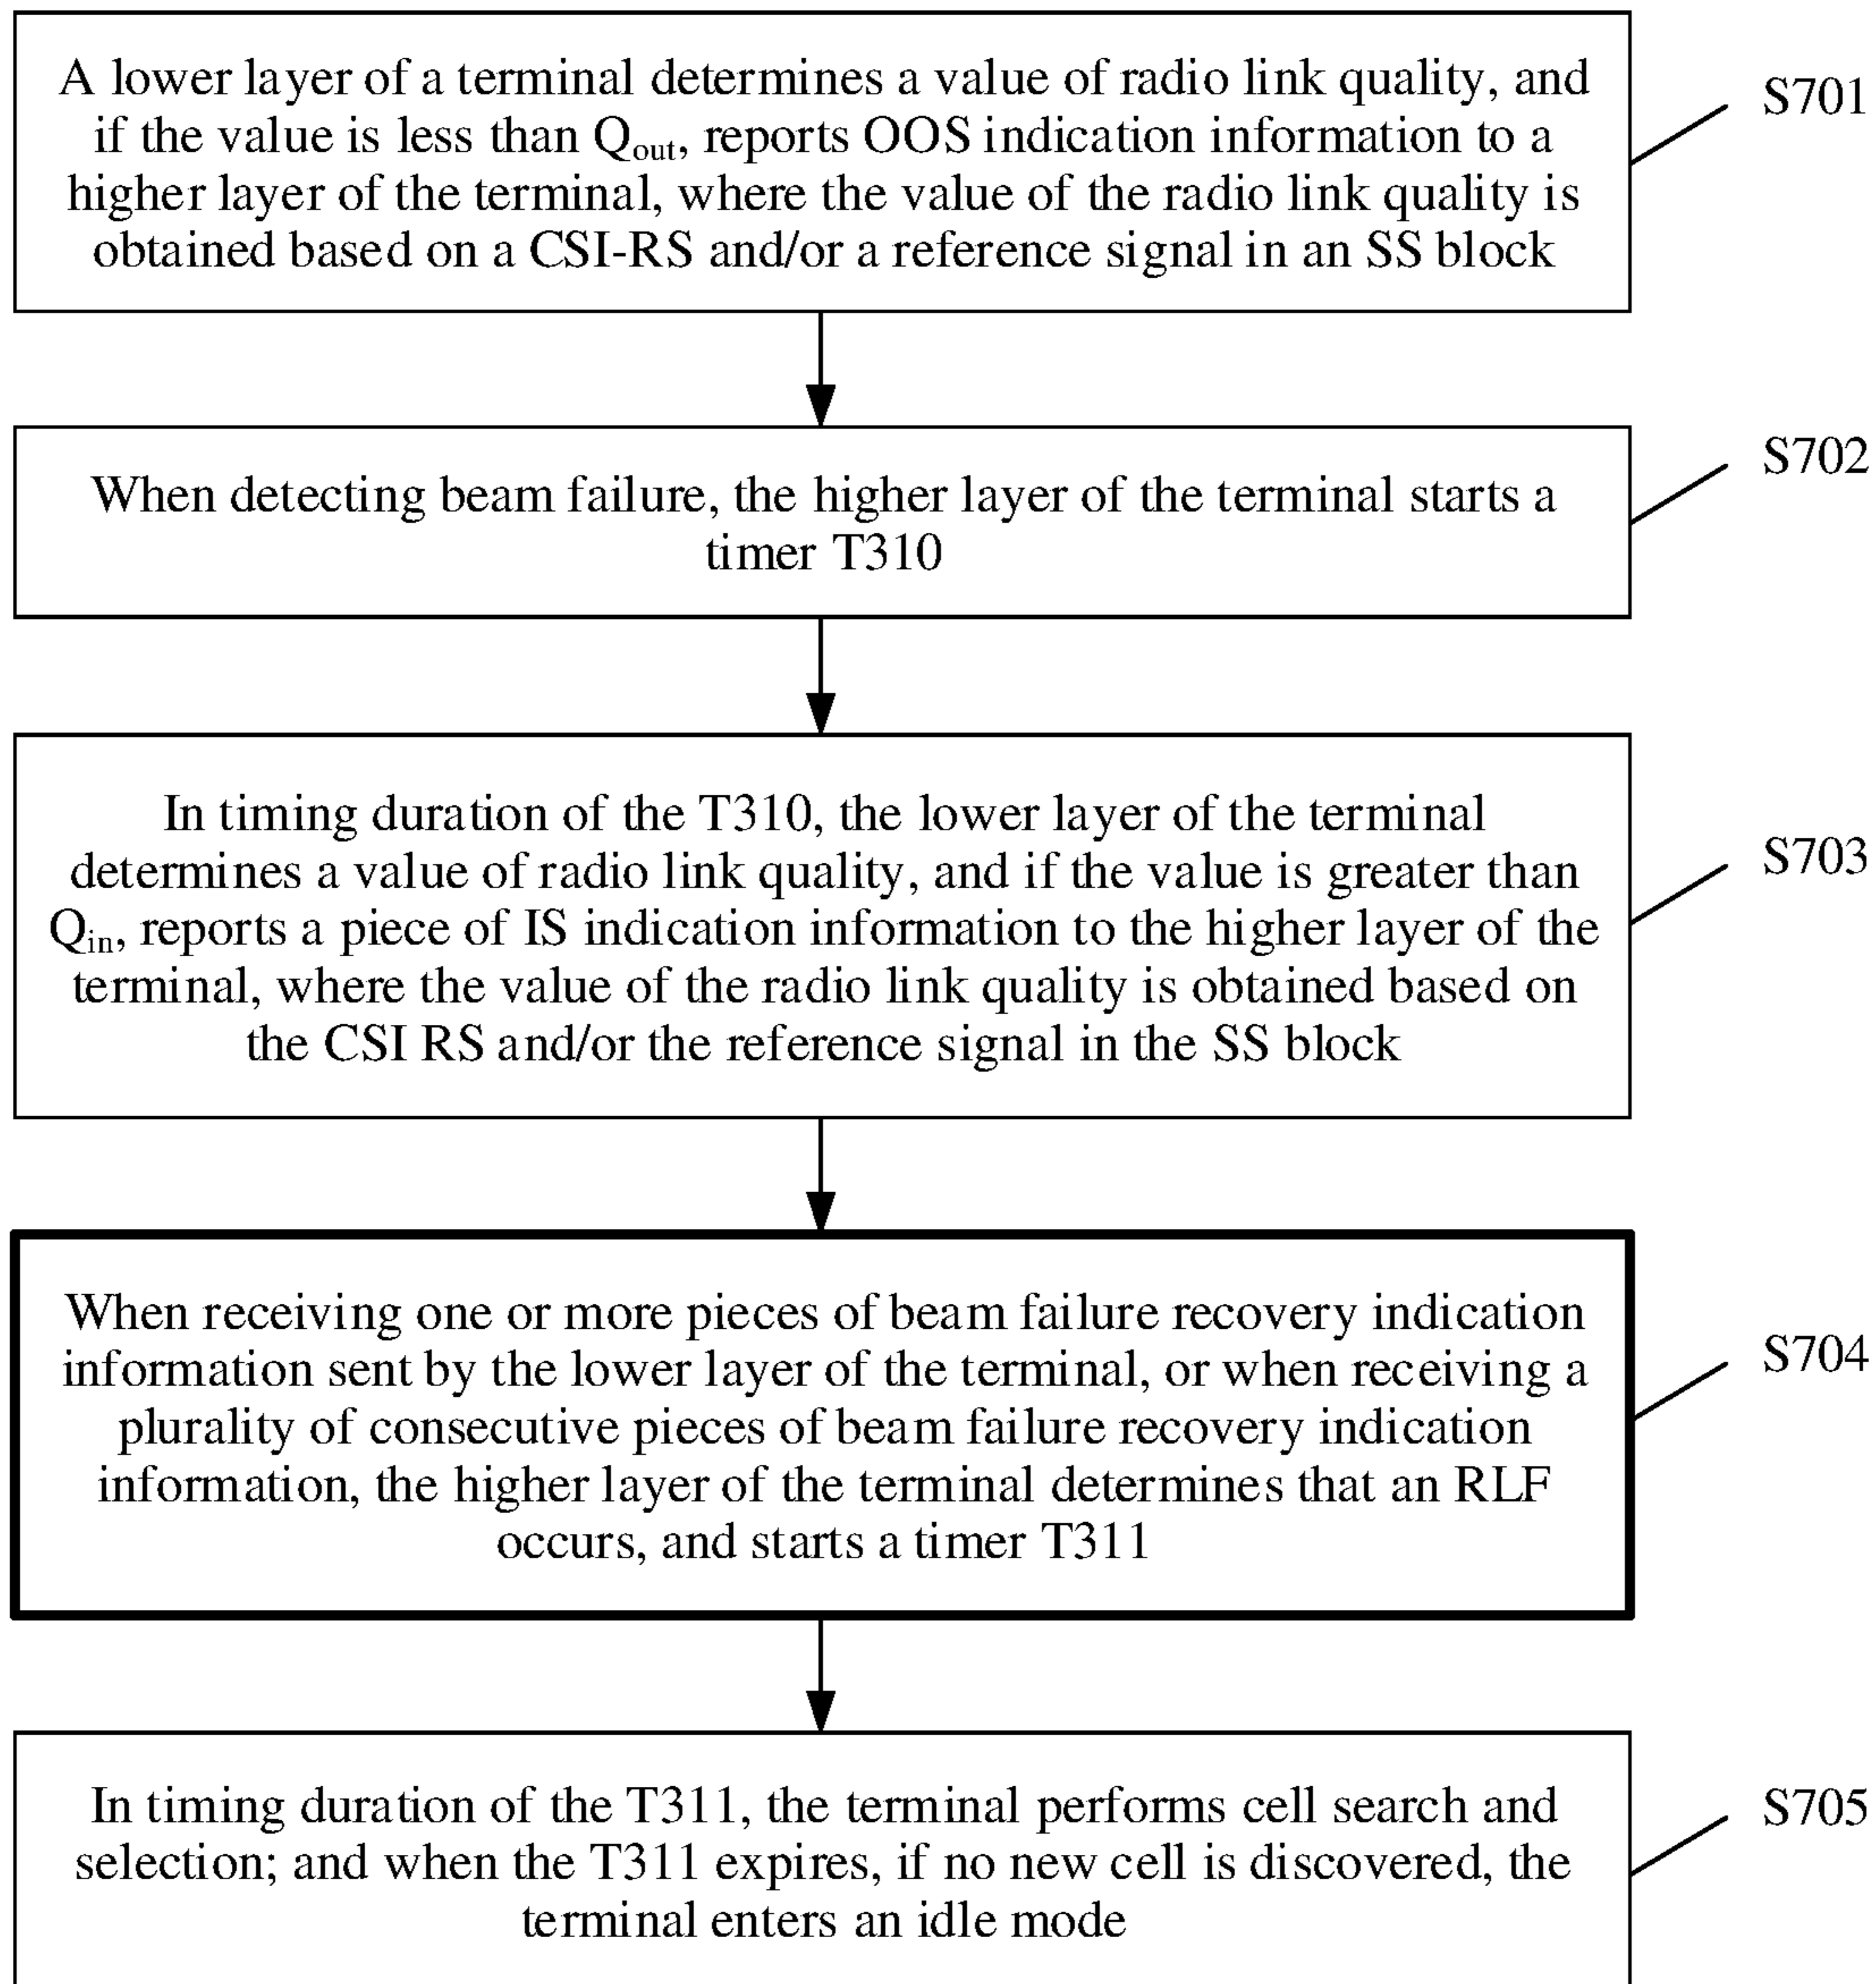 A lower layer of a terminal determines a value of radio link quality, and
if the value is less than Qout, reports OOS indication information to a
higher layer of the terminal, where the value of the radio link quality is
obtained based on a CSI-RS and/or a reference signal in an SS block
S701
When detecting beam failure, the higher layer of the terminal starts a
timer T310
S702
In timing duration of the T310, the lower layer of the terminal
determines a value of radio link quality, and if the value is greater than
Qin, reports a piece of IS indication information to the higher layer of the
terminal, where the value of the radio link quality is obtained based on
the CSI RS and/or the reference signal in the SS block
S703
When receiving one or more pieces of beam failure recovery indication
information sent by the lower layer of the terminal, or when receiving a
plurality of consecutive pieces of beam failure recovery indication
information, the higher layer of the terminal determines that an RLF
occurs, and starts a timer T311
S704
In timing duration of the T311, the terminal performs cell search and
selection; and when the T311 expires, if no new cell is discovered, the
terminal enters an idle mode
S705